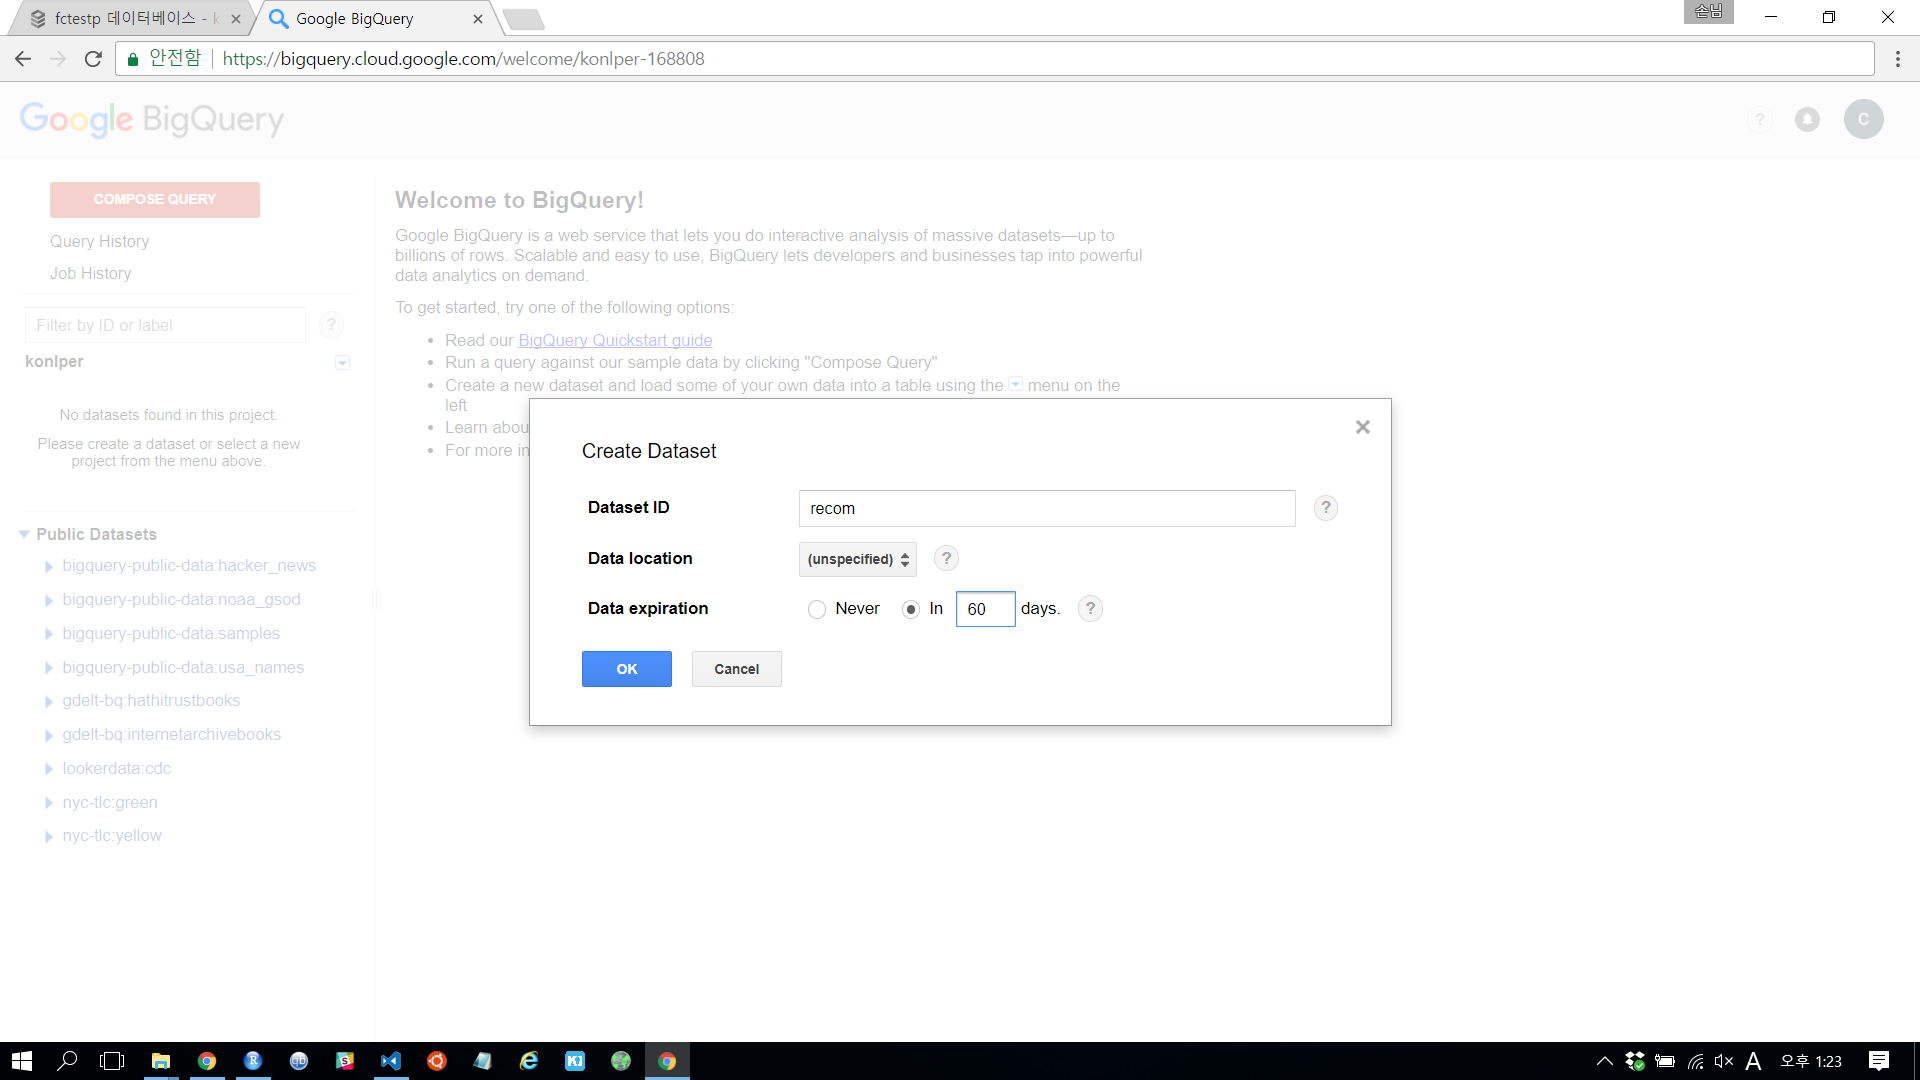 fctestp 데이터베이스 -
Google BigQuery
손님
안전함
https://bigquery.cloud.google.com/welcome/konlper-168808
Google BigQuery
?
C
COMPOSE QUERY
Query History
Job History
Filter by ID or label
?
konlper
No datasets found in this project.
Please create a dataset or select a new
project from the menu above.
Public Datasets
bigquery-public-data:hacker_news
bigquery-public-data:noaa_gsod
bigquery-public-data:samples
bigquery-public-data:usa_names
gdelt-bq:hathitrustbooks
gdelt-bq:internetarchivebooks
lookerdata:cdc
nyc-tlc:green
nyc-tlc:yellow
Welcome to BigQuery!
Google BigQuery is a web service that lets you do interactive analysis of massive datasets—up to
billions of rows. Scalable and easy to use, BigQuery lets developers and businesses tap into powerful
data analytics on demand.
To get started, try one of the following options:
Read our BigQuery Quickstart guide
Run a query against our sample data by clicking "Compose Query"
Create a new dataset and load some of your own data into a table using the menu on the
left
Learn abou
For more in
Create Dataset
Dataset ID
recom
?
Data location
(unspecified)
?
Data expiration
Never
In 60 days.
?
OK
Cancel
A
오후 1:23